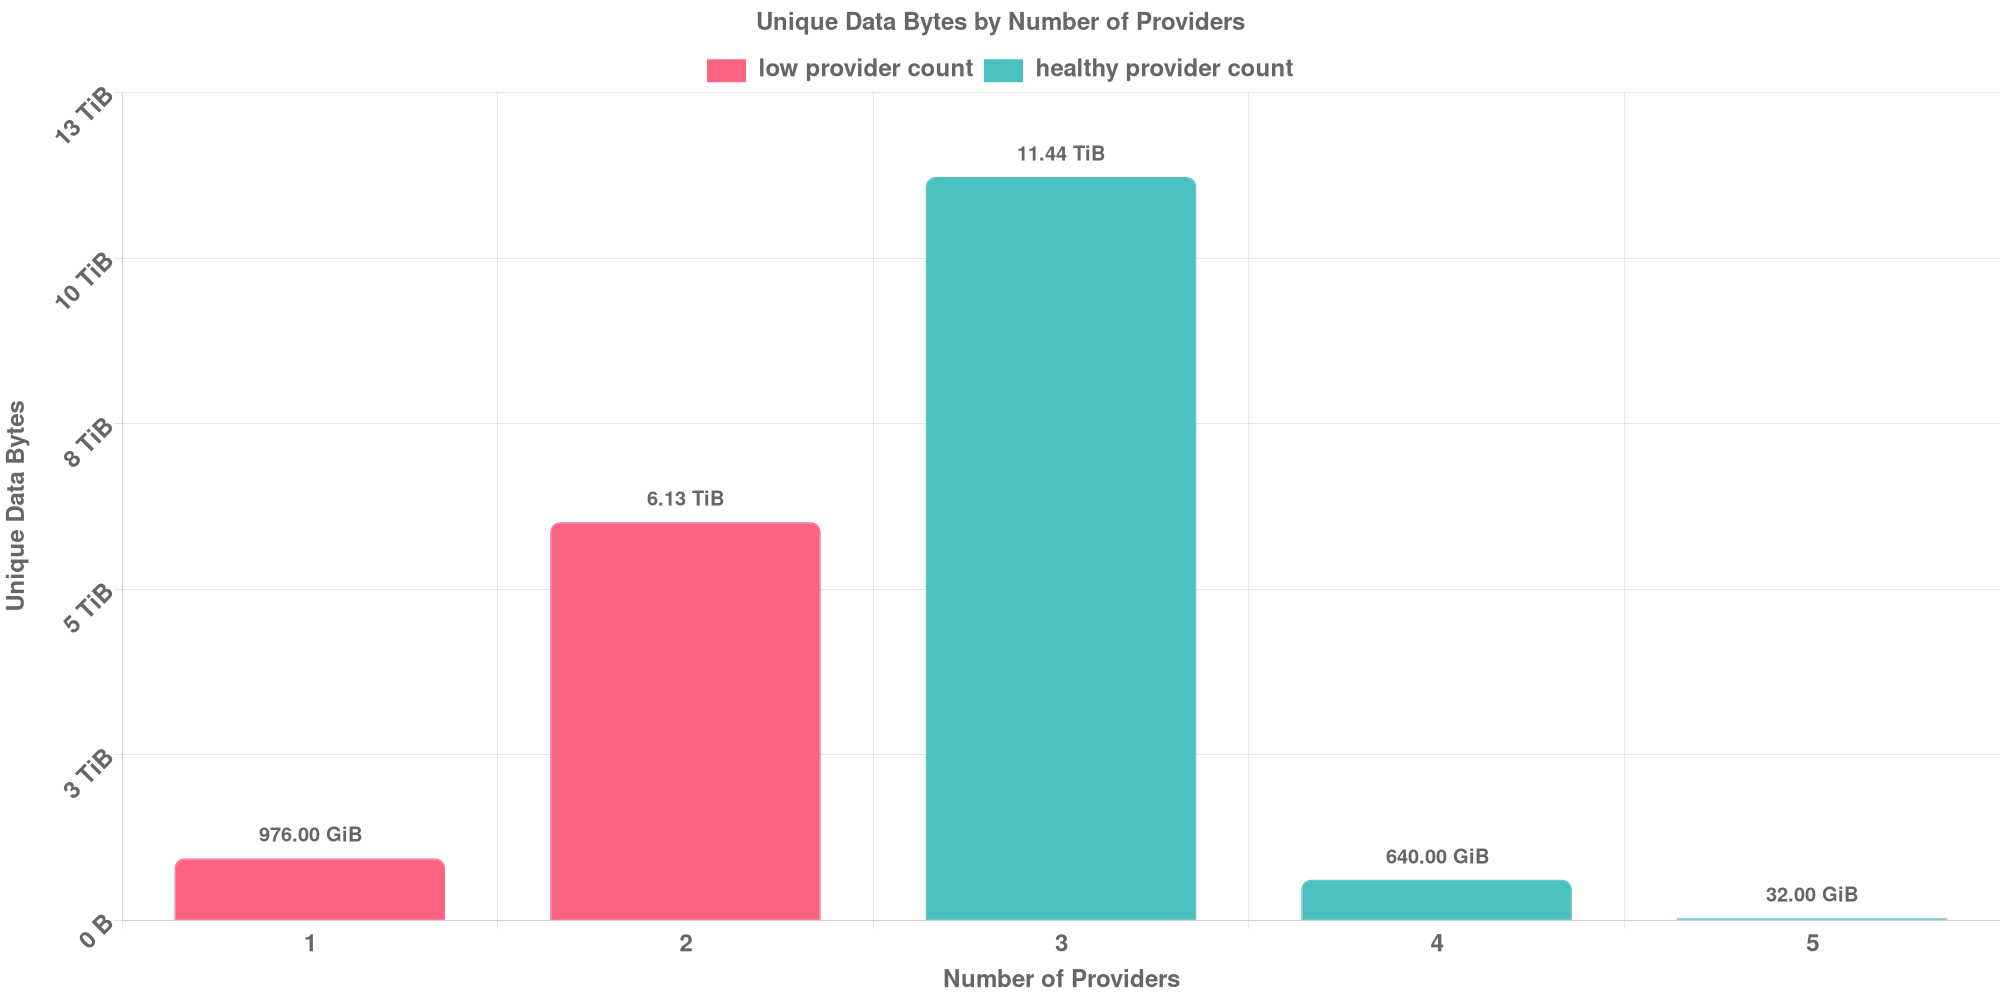 Unique Data Bytes by Number of Providers
low provider count healthy provider count
13 TiB
10 TiB
8 TiB
5 TiB
3 TiB
0 B
Unique Data Bytes
976.00 GiB
6.13 TiB
11.44 TiB
640.00 GiB
32.00 GiB
1 2 3 4 5
Number of Providers